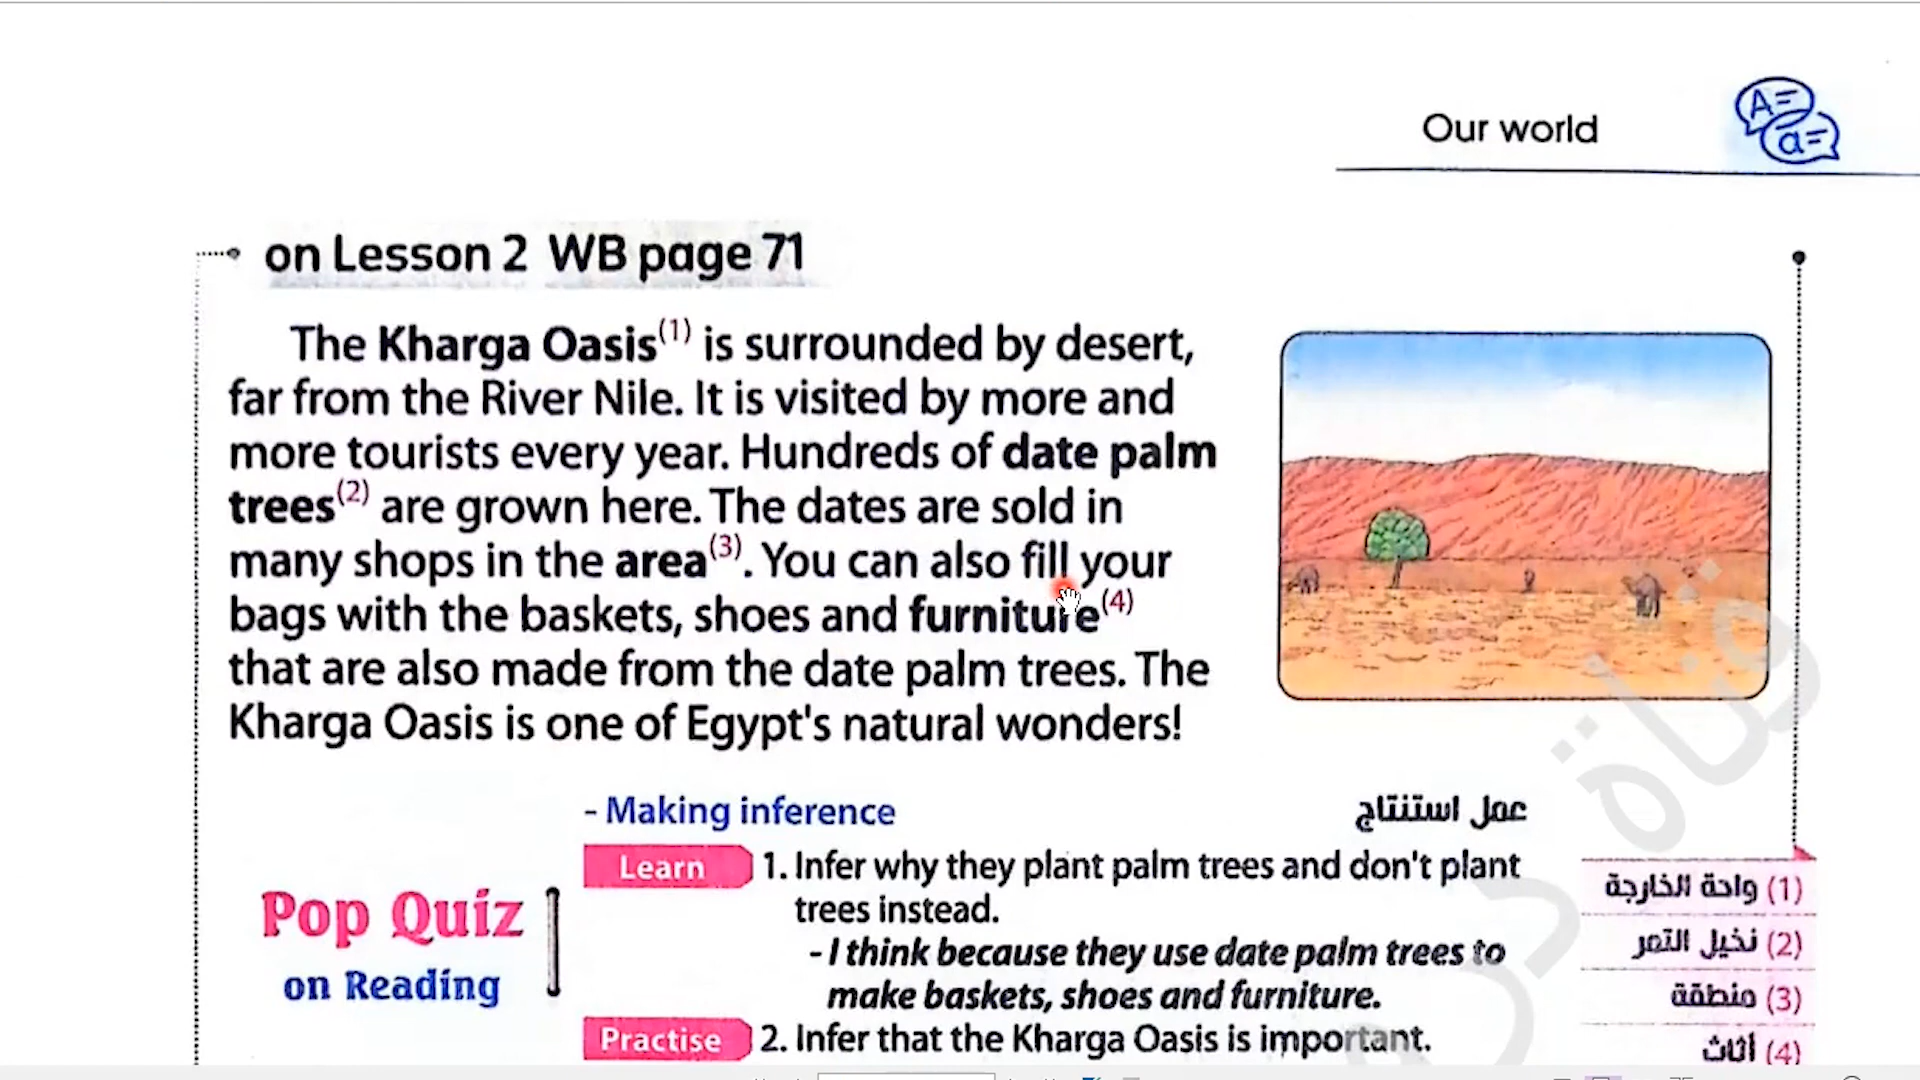 Our world
on Lesson 2 WB page 71
The Kharga Oasis(1) is surrounded by desert,
far from the River Nile. It is visited by more and
more tourists every year. Hundreds of date palm
trees(2) are grown here. The dates are sold in
many shops in the area(3). You can also fill your
bags with the baskets, shoes and furniture(4)
that are also made from the date palm trees. The
Kharga Oasis is one of Egypt's natural wonders!
- Making inference عمل استنتاج
Learn 1. Infer why they plant palm trees and don't plant
trees instead.
- I think because they use date palm trees to
make baskets, shoes and furniture.
Practise 2. Infer that the Kharga Oasis is important.
Pop Quiz
on Reading
(1) واحة الخارجة
(2) نخيل التمر
(3) منطقة
(4) أثاث
قناة